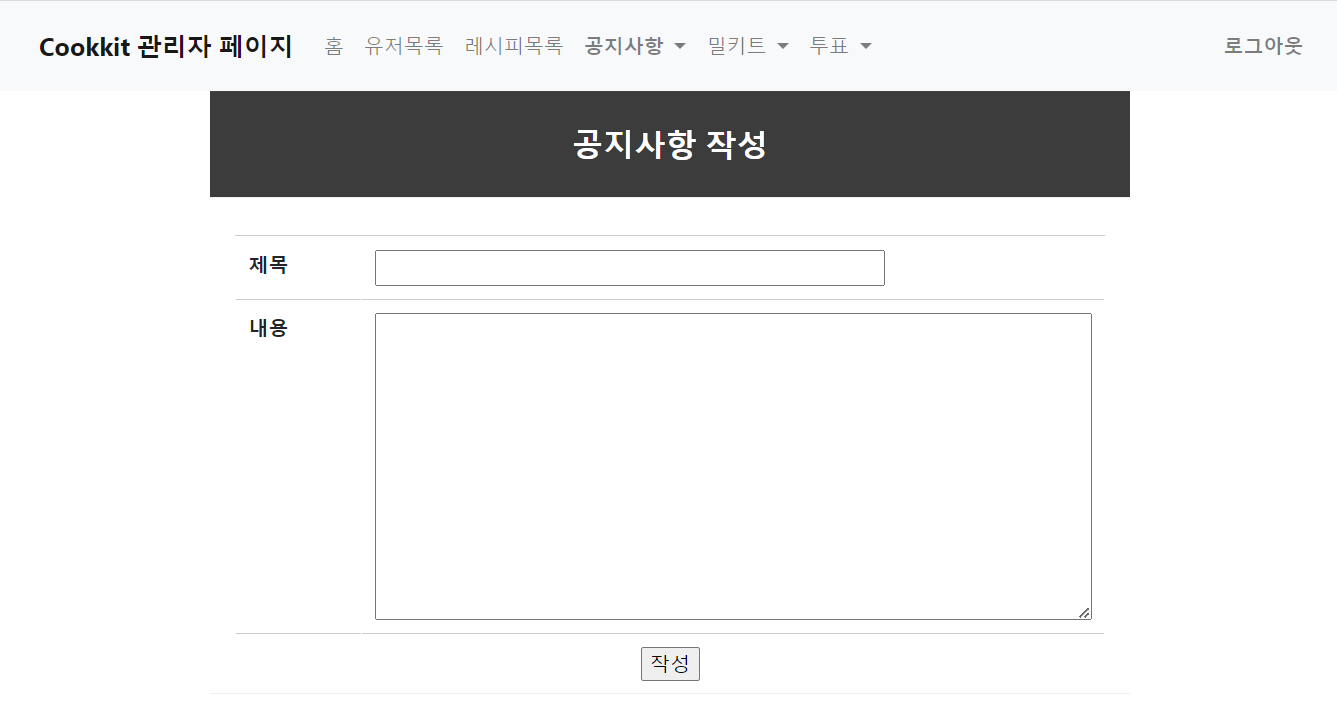 Cookkit 관리자 페이지 홈 유저목록 레시피목록 공지사항 밀키트 투표 로그아웃
공지사항 작성
제목
내용
작성